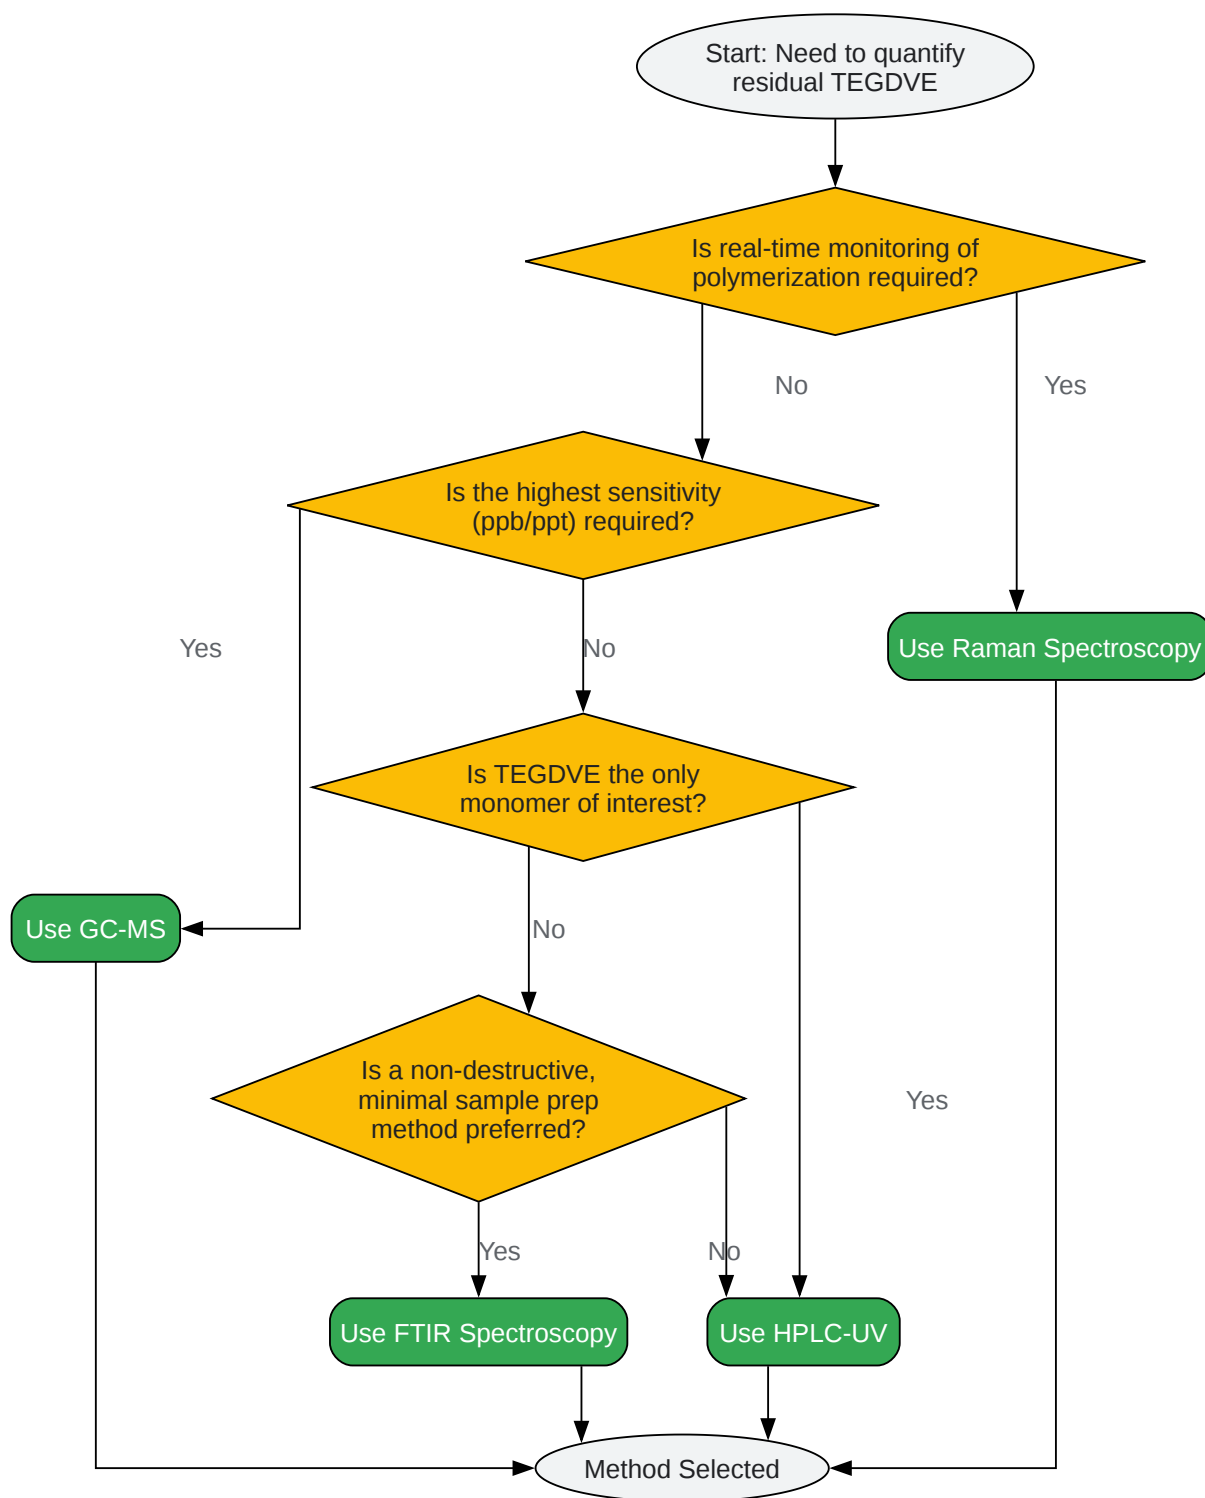 Start: Need to quantify
residual TEGDVE
Is real-time monitoring of
polymerization required?
No
Yes
Is the highest sensitivity
(ppb/ppt) required?
Yes
No
Use Raman Spectroscopy
Is TEGDVE the only
monomer of interest?
Use GC-MS
No
Is a non-destructive,
minimal sample prep
method preferred?
Yes
Yes
No
Use FTIR Spectroscopy
Use HPLC-UV
Method Selected